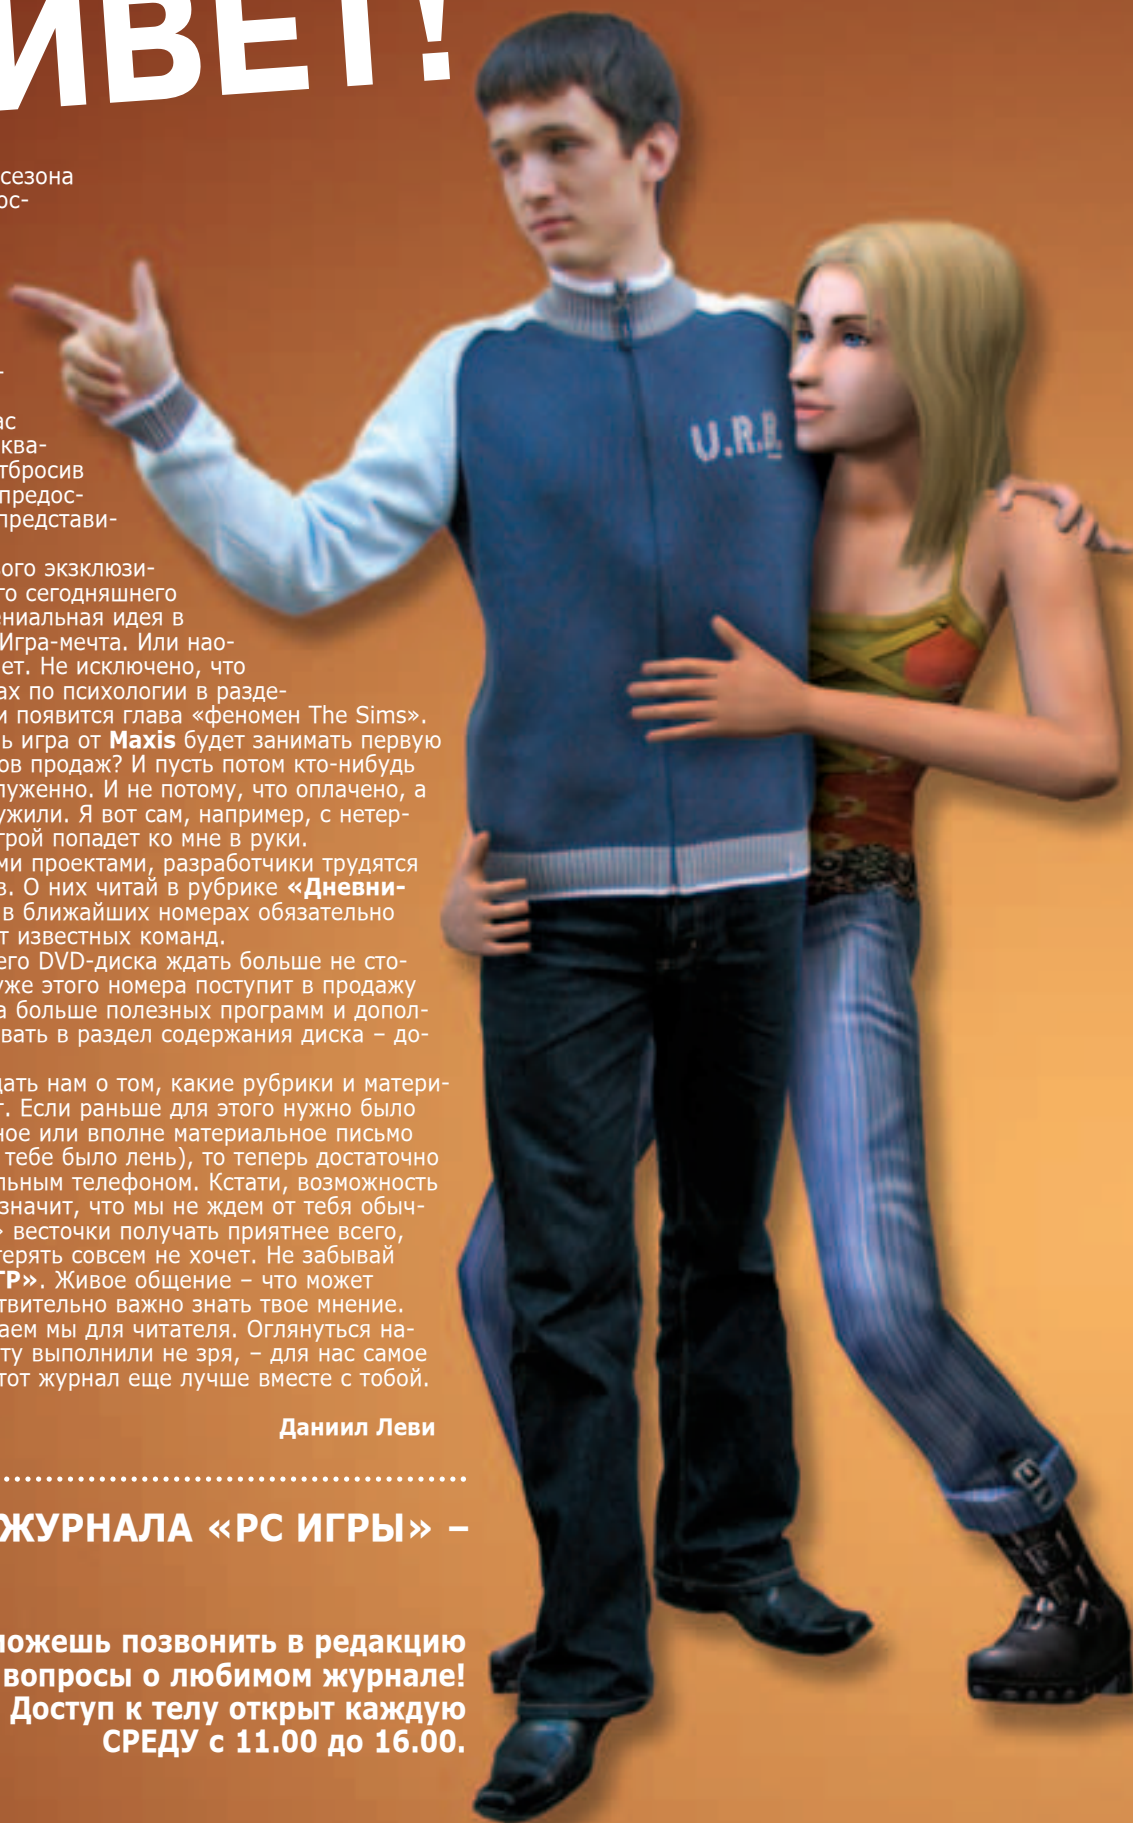 ИВЕТ!
сезона
ос-
-
ас
ква-
тбросив
предос-
представи-
ого эксклюзи-
го сегодняшнего
ениальная идея в
Игра-мечта. Или нао-
ет. Не исключено, что
ах по психологии в разде-
и появится глава «феномен The Sims».
ь игра от Maxis будет занимать первую
ов продаж? И пусть потом кто-нибудь
луженно. И не потому, что оплачено, а
ужили. Я вот сам, например, с нетер-
трой попадет ко мне в руки.
ми проектами, разработчики трудятся
в. О них читай в рубрике «Дневни-
в ближайших номерах обязательно
т известных команд.
его DVD-диска ждать больше не сто-
уже этого номера поступит в продажу
а больше полезных программ и допол-
вать в раздел содержания диска – до-
дать нам о том, какие рубрики и матери-
т. Если раньше для этого нужно было
ное или вполне материальное письмо
тебе было лень), то теперь достаточно
льным телефоном. Кстати, возможность
значит, что мы не ждем от тебя обыч-
» весточки получать приятнее всего,
терять совсем не хочет. Не забывай
ГР». Живое общение – что может
твительно важно знать твое мнение.
аем мы для читателя. Оглянуться на-
ту выполнили не зря, – для нас самое
тот журнал еще лучше вместе с тобой.
Даниил Леви
ЖУРНАЛА «PC ИГРЫ» –
можешь позвонить в редакцию
вопросы о любимом журнале!
Доступ к телу открыт каждую
СРЕДУ с 11.00 до 16.00.
U.R.B.